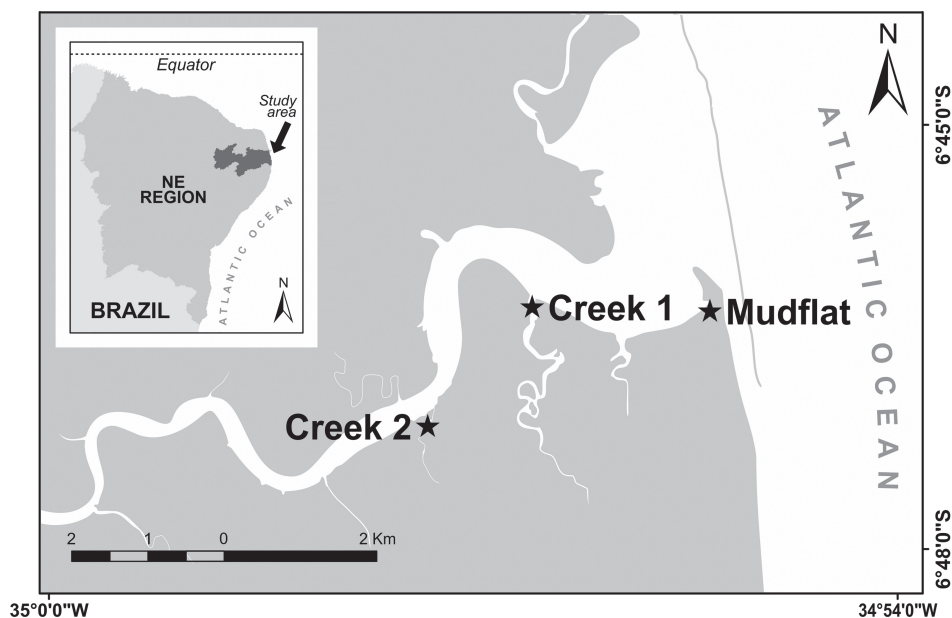 Equator
Study
area
NE
REGION
ATLANTIC OCEAN
N
BRAZIL
N
6°45'0"S
ATLANTIC OCEAN
Creek 1
Mudflat
Creek 2
2 1 0 2 Km
6°48'0"S
35°0'0"W
34°54'0"W